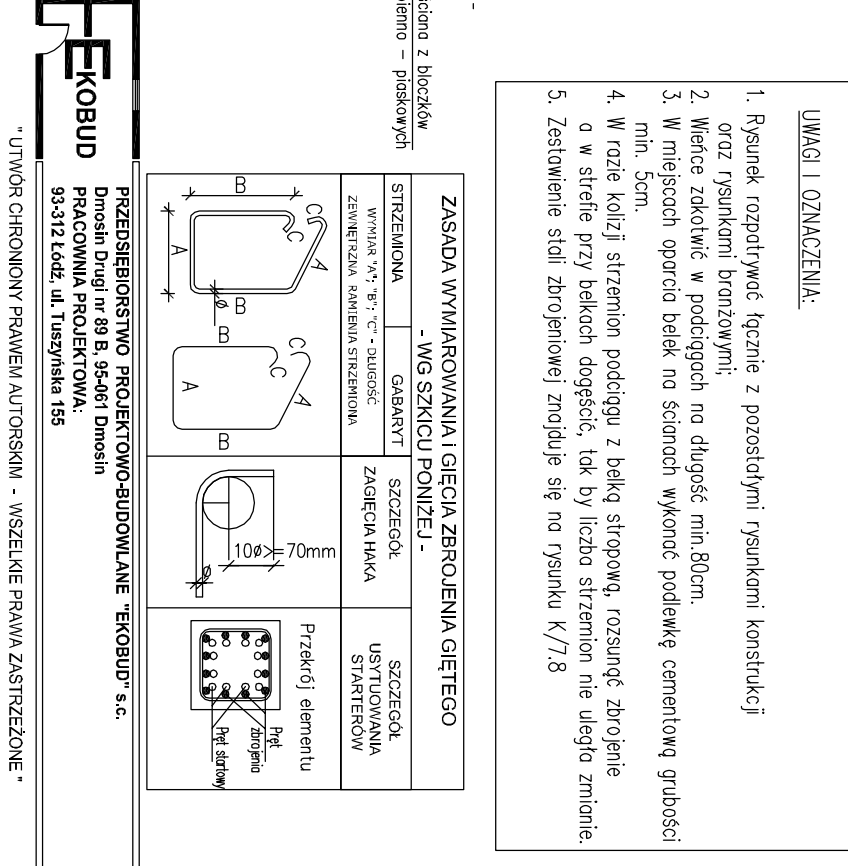 UWAGI I OZNACZENIA:
1. Rysunek rozpatrywać łącznie z pozostałymi rysunkami konstrukcji
oraz rysunkami branżowymi;
2. Wieńce zakotwić w podciągach na długość min.80cm.
3. W miejscach oparcia belek na ścianach wykonać podlewkę cementową grubości
min. 5cm.
4. W razie kolizji strzemion podciągu z belką stropową, rozsunąć zbrojenie
a w strefie przy belkach dogęścić, tak by liczba strzemion nie uległa zmianie.
5. Zestawienie stali zbrojeniowej znajduje się na rysunku K/7.8
ściana z bloczków
– piaskowych
ZASADA WYMIAROWANIA i GIĘCIA ZBROJENIA GIĘTEGO
- WG SZKICU PONIŻEJ -
STRZEMIONA
GABARYT
WYMIAR "A"; "B"; "C" - DŁUGOŚĆ
ZEWNĘTRZNA RAMIENIA STRZEMIONA
SZCZEGÓŁ
ZAGIĘCIA HAKA
SZCZEGÓŁ
USYTUOWANIA
STARTERÓW
A
B
C
C
A
B
ø
B
A
B
C
C
A
10ø>=70mm
ø
Przekrój elementu
Pręt
zbrojenia
Pręt startowy
EKOBUD
PRZEDSIĘBIORSTWO PROJEKTOWO-BUDOWLANE "EKOBUD" s.c.
Dmosin Drugi nr 89 B, 95-061 Dmosin
PRACOWNIA PROJEKTOWA:
93-312 Łódź, ul. Tuszyńska 155
" UTWÓR CHRONIONY PRAWEM AUTORSKIM - WSZELKIE PRAWA ZASTRZEŻONE "